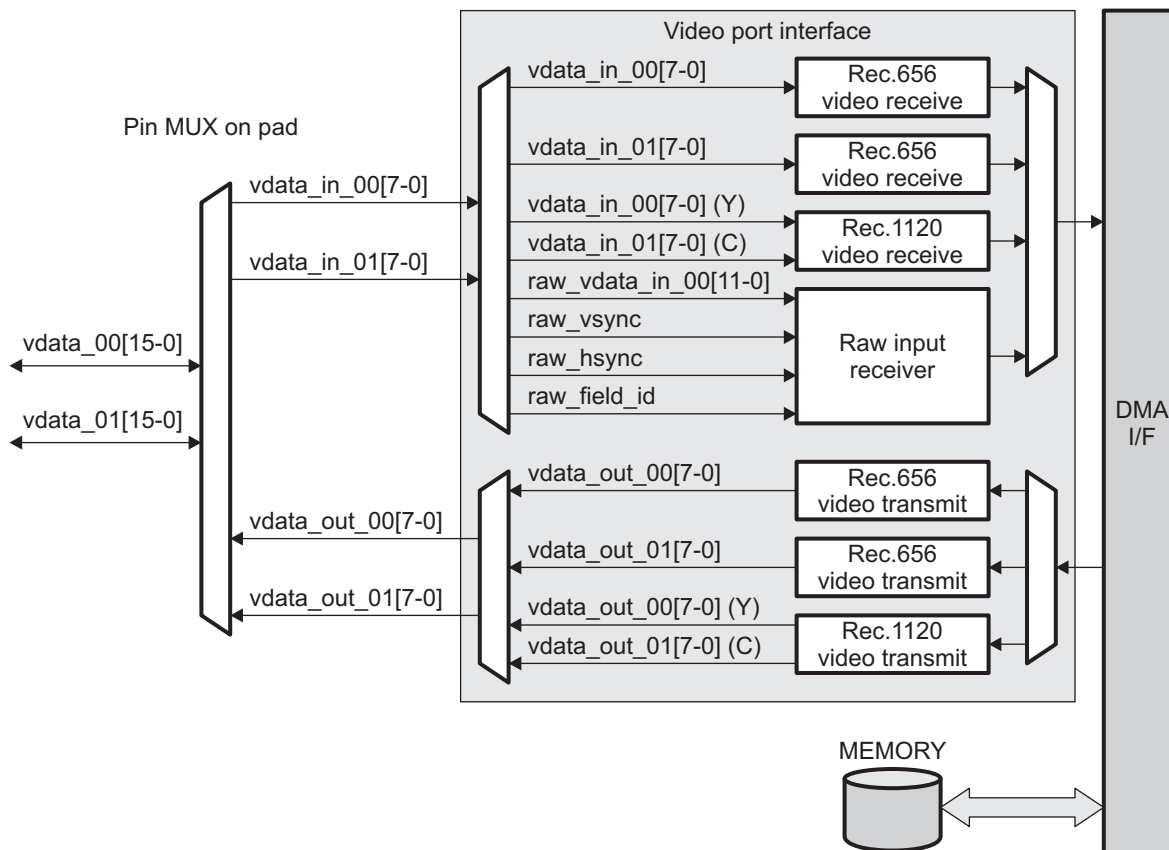 Video port interface
Pin MUX on pad
vdata_in_00[7-0]
vdata_in_01[7-0]
vdata_00[15-0]
vdata_01[15-0]
vdata_out_00[7-0]
vdata_out_01[7-0]
vdata_in_00[7-0]
Rec.656
video receive
vdata_in_01[7-0]
Rec.656
video receive
vdata_in_00[7-0] (Y)
vdata_in_01[7-0] (C)
Rec.1120
video receive
raw_vdata_in_00[11-0]
raw_vsync
raw_hsync
raw_field_id
Raw input
receiver
vdata_out_00[7-0]
Rec.656
video transmit
vdata_out_01[7-0]
Rec.656
video transmit
vdata_out_00[7-0] (Y)
vdata_out_01[7-0] (C)
Rec.1120
video transmit
DMA
I/F
MEMORY